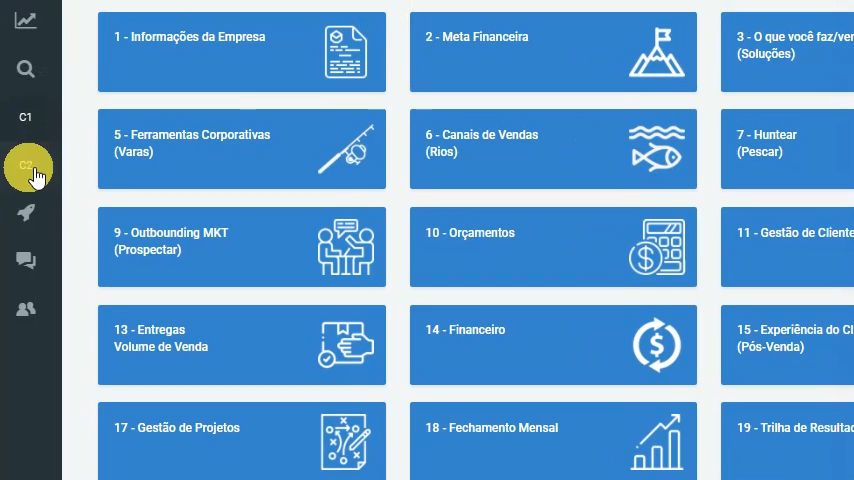 C1
C2
1 - Informações da Empresa
2 - Meta Financeira
3 - O que você faz/ver
(Soluções)
5 - Ferramentas Corporativas
(Varas)
6 - Canais de Vendas
(Rios)
7 - Huntear
(Pescar)
9 - Outbounding MKT
(Prospectar)
10 - Orçamentos
11 - Gestão de Cliente
13 - Entregas
Volume de Venda
14 - Financeiro
15 - Experiência do Cl
(Pós-Venda)
17 - Gestão de Projetos
18 - Fechamento Mensal
19 - Trilha de Resultad